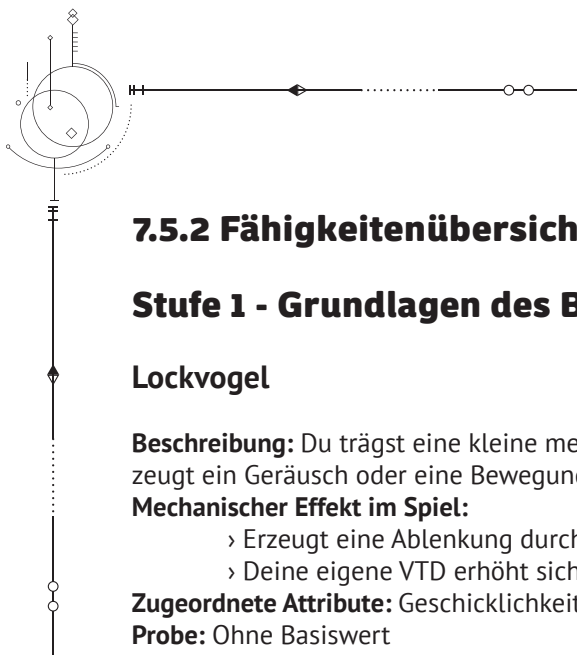 7.5.2 Fähigkeitenübersich
Stufe 1 - Grundlagen des B
Lockvogel
Beschreibung: Du trägst eine kleine me
zeugt ein Geräusch oder eine Bewegun
Mechanischer Effekt im Spiel:
› Erzeugt eine Ablenkung durch
› Deine eigene VTD erhöht sich
Zugeordnete Attribute: Geschicklichkeit
Probe: Ohne Basiswert